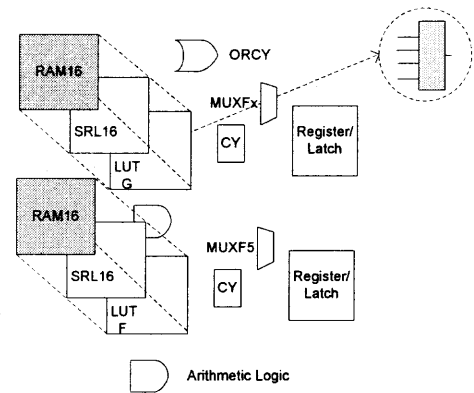 ORCY
RAM16
MUXFx
SRL16
CY
Register/
Latch
LUT
G
RAM16
MUXF5
SRL16
CY
Register/
Latch
LUT
F
Arithmetic Logic